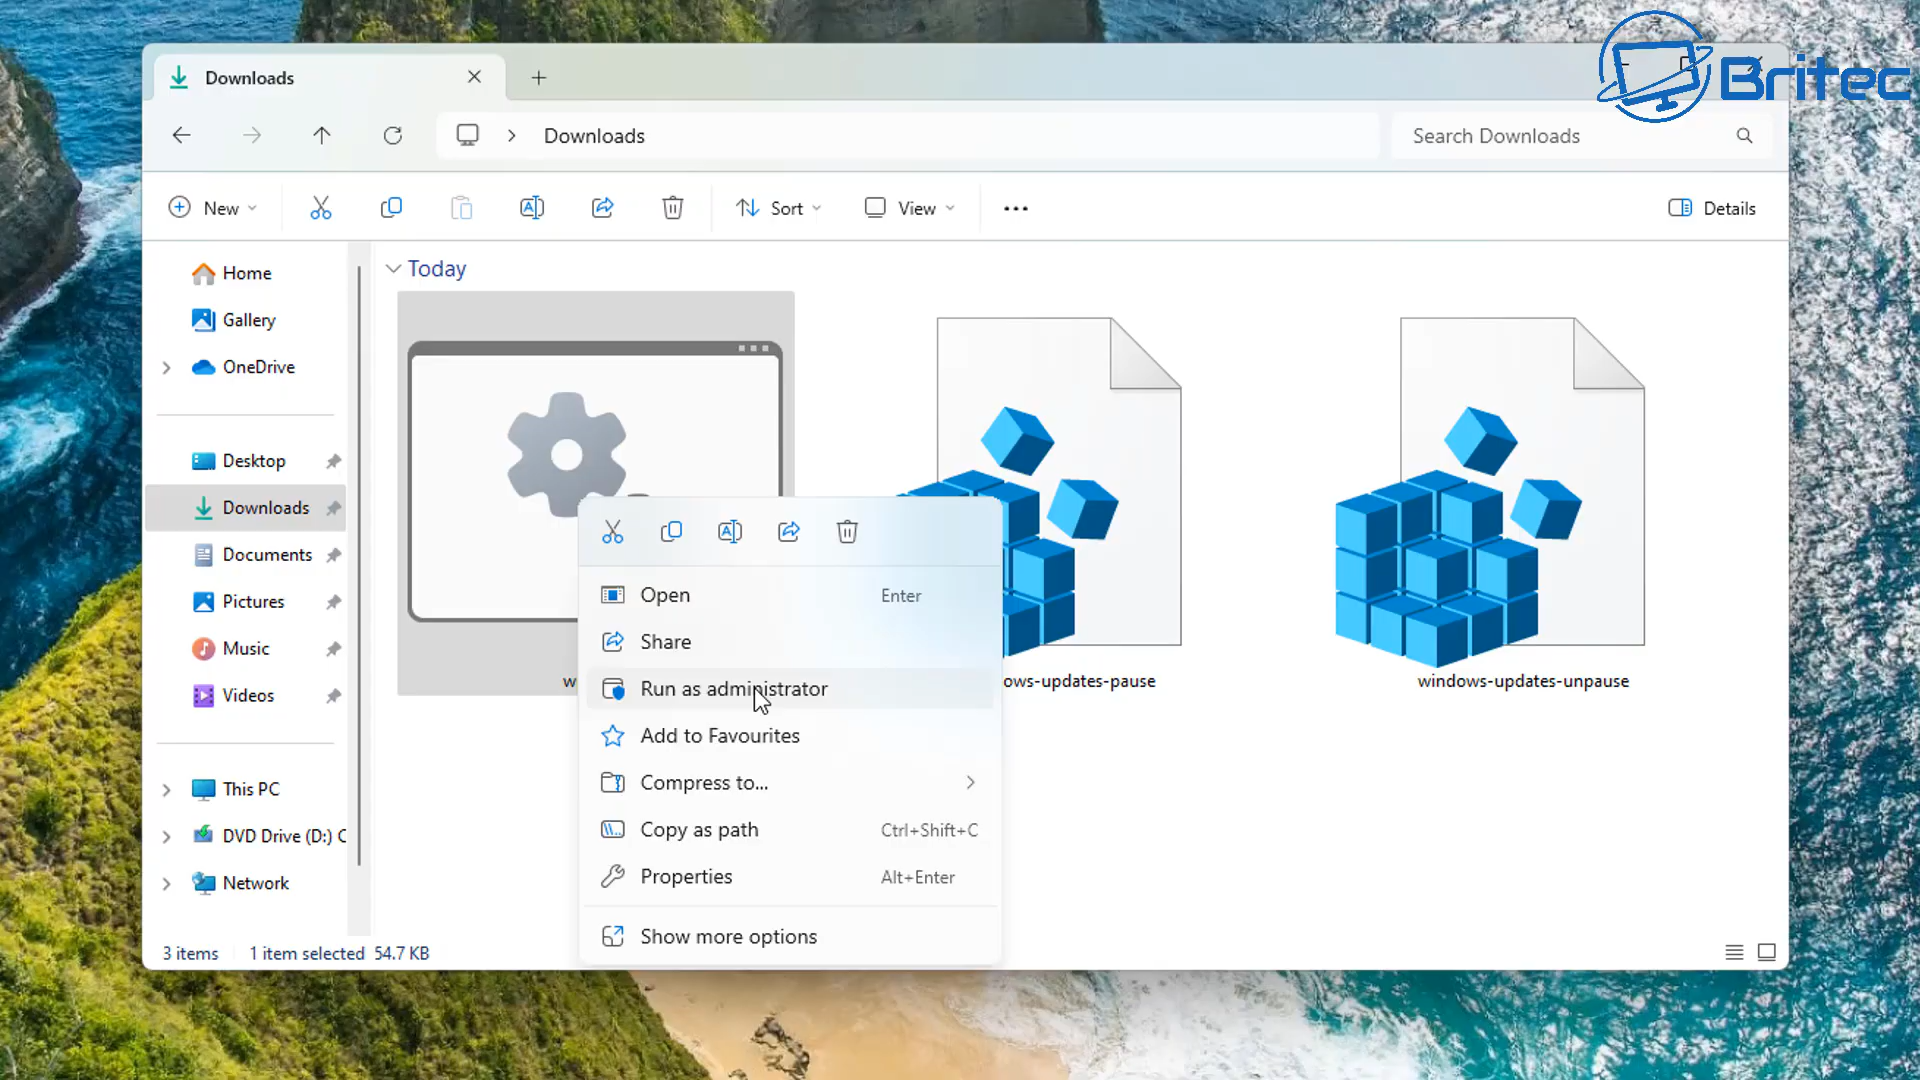 Britec
Downloads
Downloads
Search Downloads
New
Sort
View
Details
Home
Gallery
OneDrive
Desktop
Downloads
Documents
Pictures
Music
Videos
This PC
DVD Drive (D:) C
Network
Today
Open Enter
Share
Run as administrator
Add to Favourites
Compress to...
Copy as path Ctrl+Shift+C
Properties Alt+Enter
Show more options
ows-updates-pause
windows-updates-unpause
3 items 1 item selected 54.7 KB